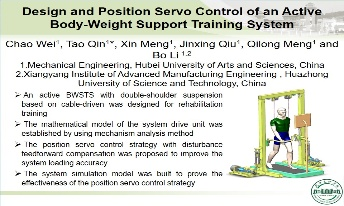 Design and Position Servo Control of an Active
Body-Weight Support Training System
Chao Wei¹, Tao Qin¹*, Xin Meng¹, Jinxing Qiu¹, Qilong Meng¹ and
Bo Li ¹·²
1.Mechanical Engineering, Hubei University of Arts and Sciences, China
2.Xiangyang Institute of Advanced Manufacturing Engineering , Huazhong
University of Science and Technology, China
➢ An active BWSTS with double-shoulder suspension
based on cable-driven was designed for rehabilitation
training
➢ The mathematical model of the system drive unit was
established by using mechanism analysis method
➢ The position servo control strategy with disturbance
feedforward compensation was proposed to improve the
system loading accuracy
➢ The system simulation model was built to prove the
effectiveness of the position servo control strategy